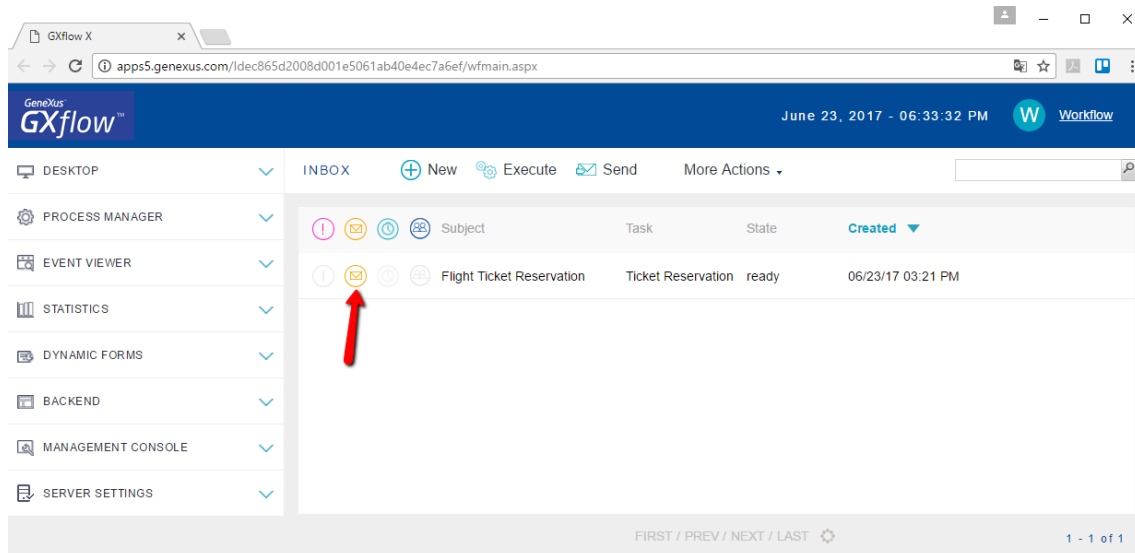 GXflow X
apps5.genexus.com/Idec865d2008d001e5061ab40e4ec7a6ef/wfmain.aspx
GeneXus™
GXflow™
June 23, 2017 - 06:33:32 PM
W
Workflow
DESKTOP
INBOX
New
Execute
Send
More Actions
PROCESS MANAGER
Subject
Task
State
Created
EVENT VIEWER
Flight Ticket Reservation
Ticket Reservation
ready
06/23/17 03:21 PM
STATISTICS
DYNAMIC FORMS
BACKEND
MANAGEMENT CONSOLE
SERVER SETTINGS
FIRST / PREV / NEXT / LAST
1 - 1 of 1